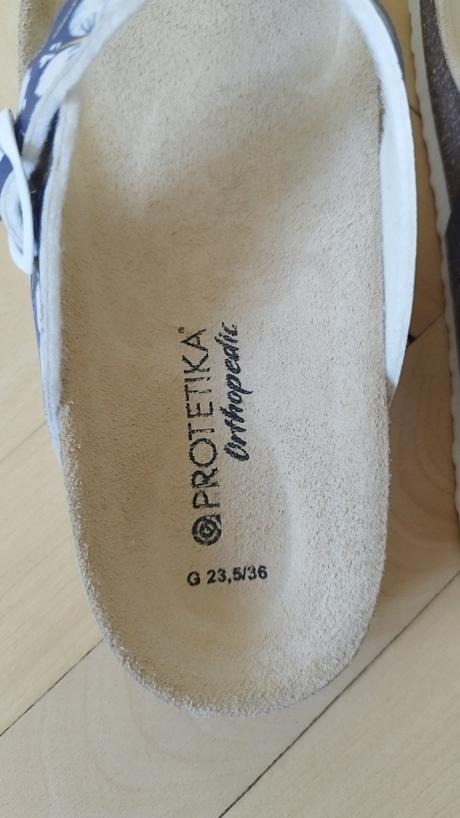 PROTETIKA®
Orthopedic
G 23,5/36